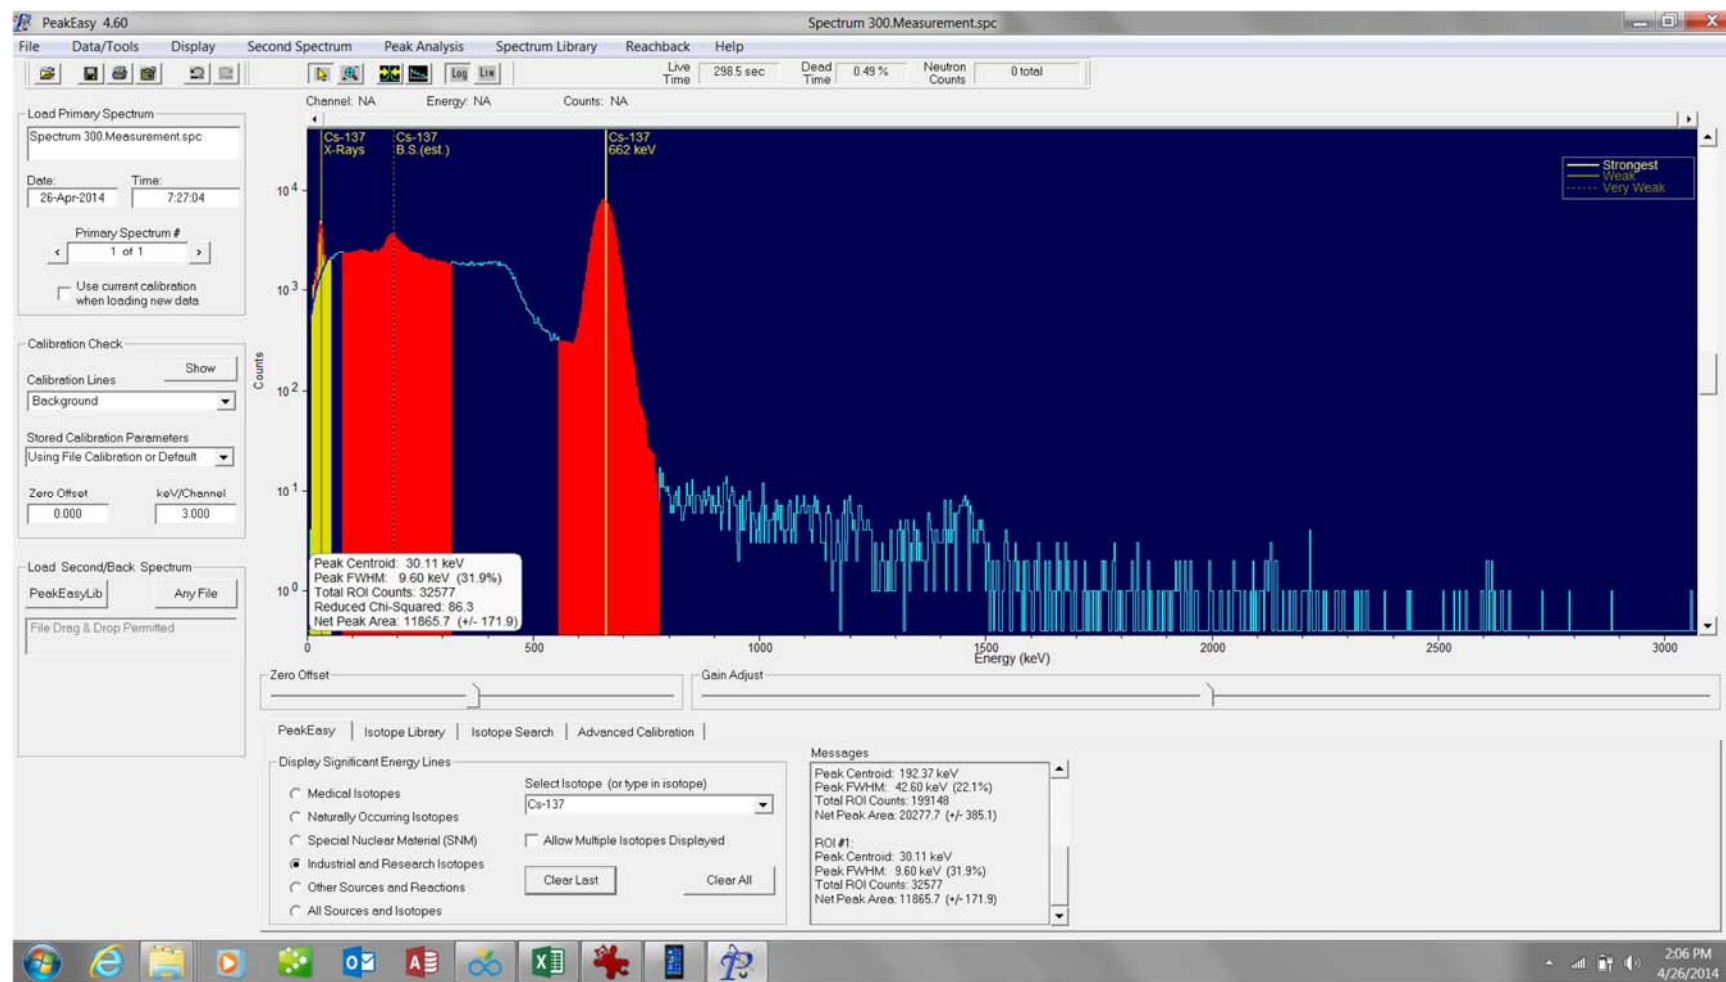 PeakEasy 4.60
Spectrum 300.Measurement.spc
File Data/Tools Display Second Spectrum Peak Analysis Spectrum Library Reachback Help
Log LIN
Live Time 298.5 sec Dead Time 0.49 % Neutron Counts 0 total
Channel: NA Energy: NA Counts: NA
Load Primary Spectrum
Spectrum 300.Measurement.spc
Date: Time:
26-Apr-2014 7:27:04
Primary Spectrum #
< 1 of 1 >
Use current calibration
when loading new data
Calibration Check
Show
Calibration Lines
Background
Stored Calibration Parameters
Using File Calibration or Default
Zero Offset keV/Channel
0.000 3.000
Load Second/Back Spectrum
PeakEasyLib Any File
File Drag & Drop Permitted
Cs-137
X-Rays
Cs-137
B.S.(est.)
Cs-137
662 keV
Strongest
Weak
Very Weak
Counts
10 4
10 3
10 2
10 1
10 0
Peak Centroid: 30.11 keV
Peak FWHM: 9.60 keV (31.9%)
Total ROI Counts: 32577
Reduced Chi-Squared: 86.3
Net Peak Area: 11865.7 (+/- 171.9)
0 500 1000 1500 2000 2500 3000
Energy (keV)
Zero Offset
Gain Adjust
PeakEasy Isotope Library Isotope Search Advanced Calibration
Display Significant Energy Lines
Medical Isotopes
Naturally Occurring Isotopes
Special Nuclear Material (SNM)
Industrial and Research Isotopes
Other Sources and Reactions
All Sources and Isotopes
Select Isotope (or type in isotope)
Cs-137
Allow Multiple Isotopes Displayed
Clear Last Clear All
Messages
Peak Centroid: 192.37 keV
Peak FWHM: 42.60 keV (22.1%)
Total ROI Counts: 199148
Net Peak Area: 20277.7 (+/- 385.1)
ROI #1:
Peak Centroid: 30.11 keV
Peak FWHM: 9.60 keV (31.9%)
Total ROI Counts: 32577
Net Peak Area: 11865.7 (+/- 171.9)
2:06 PM
4/26/2014